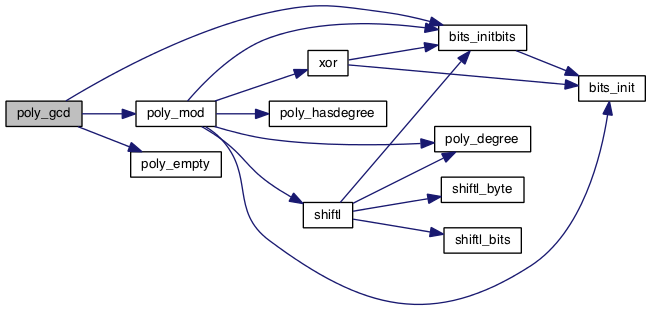 poly_gcd
poly_mod
poly_empty
xor
poly_hasdegree
shiftl
bits_initbits
poly_degree
shiftl_byte
shiftl_bits
bits_init